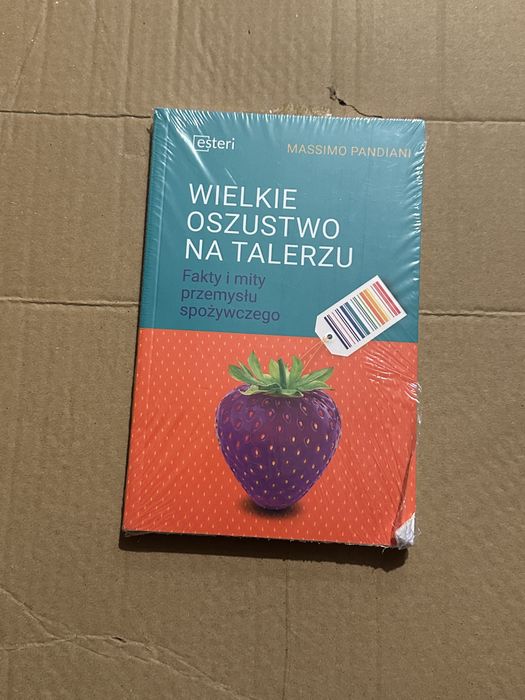 esteri
MASSIMO PANDIANI
WIELKIE
OSZUSTWO
NA TALERZU
Fakty i mity
przemysłu
spożywczego